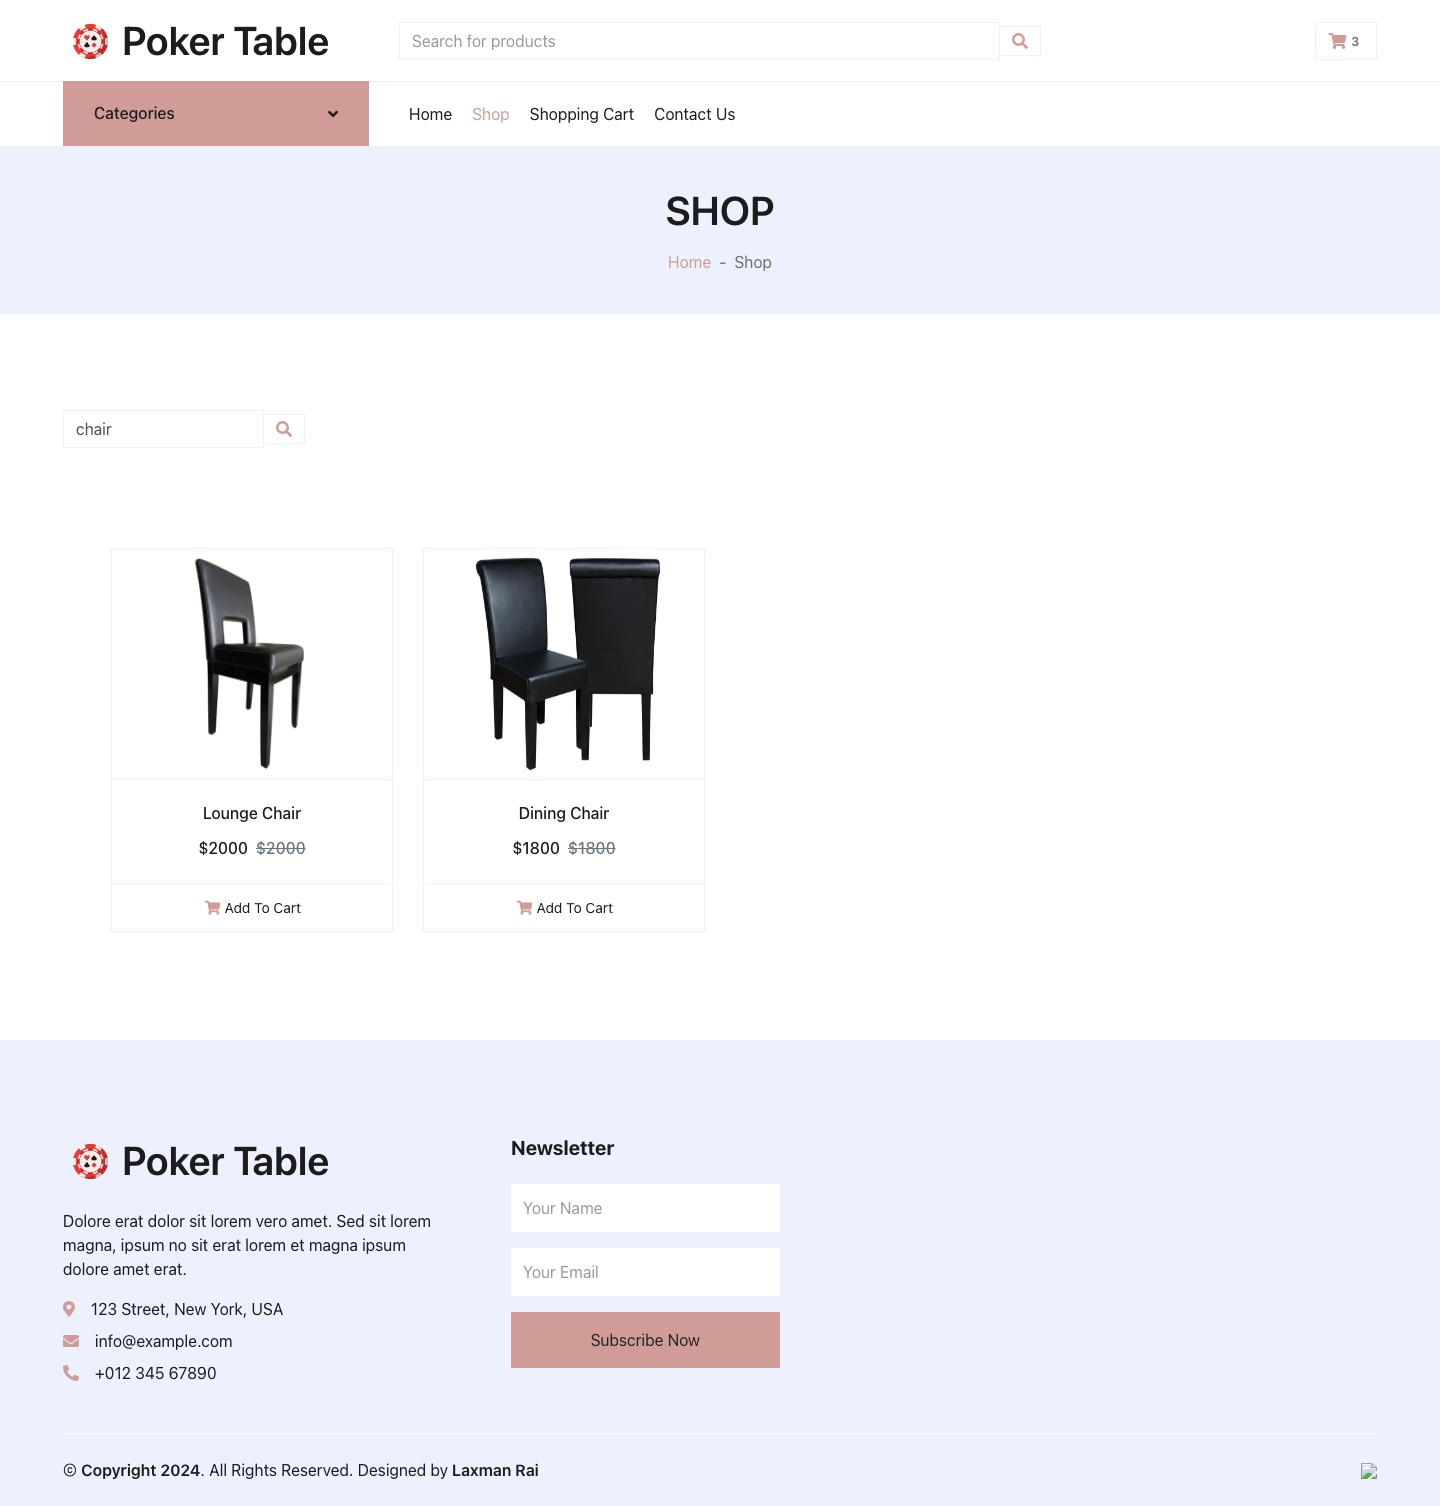 Poker Table
Search for products
3
Categories
Home Shop Shopping Cart Contact Us
SHOP
Home - Shop
chair
Lounge Chair
$2000 $2000
Add To Cart
Dining Chair
$1800 $1800
Add To Cart
Poker Table
Dolore erat dolor sit lorem vero amet. Sed sit lorem
magna, ipsum no sit erat lorem et magna ipsum
dolore amet erat.
123 Street, New York, USA
info@example.com
+012 345 67890
Newsletter
Your Name
Your Email
Subscribe Now
© Copyright 2024. All Rights Reserved. Designed by Laxman Rai